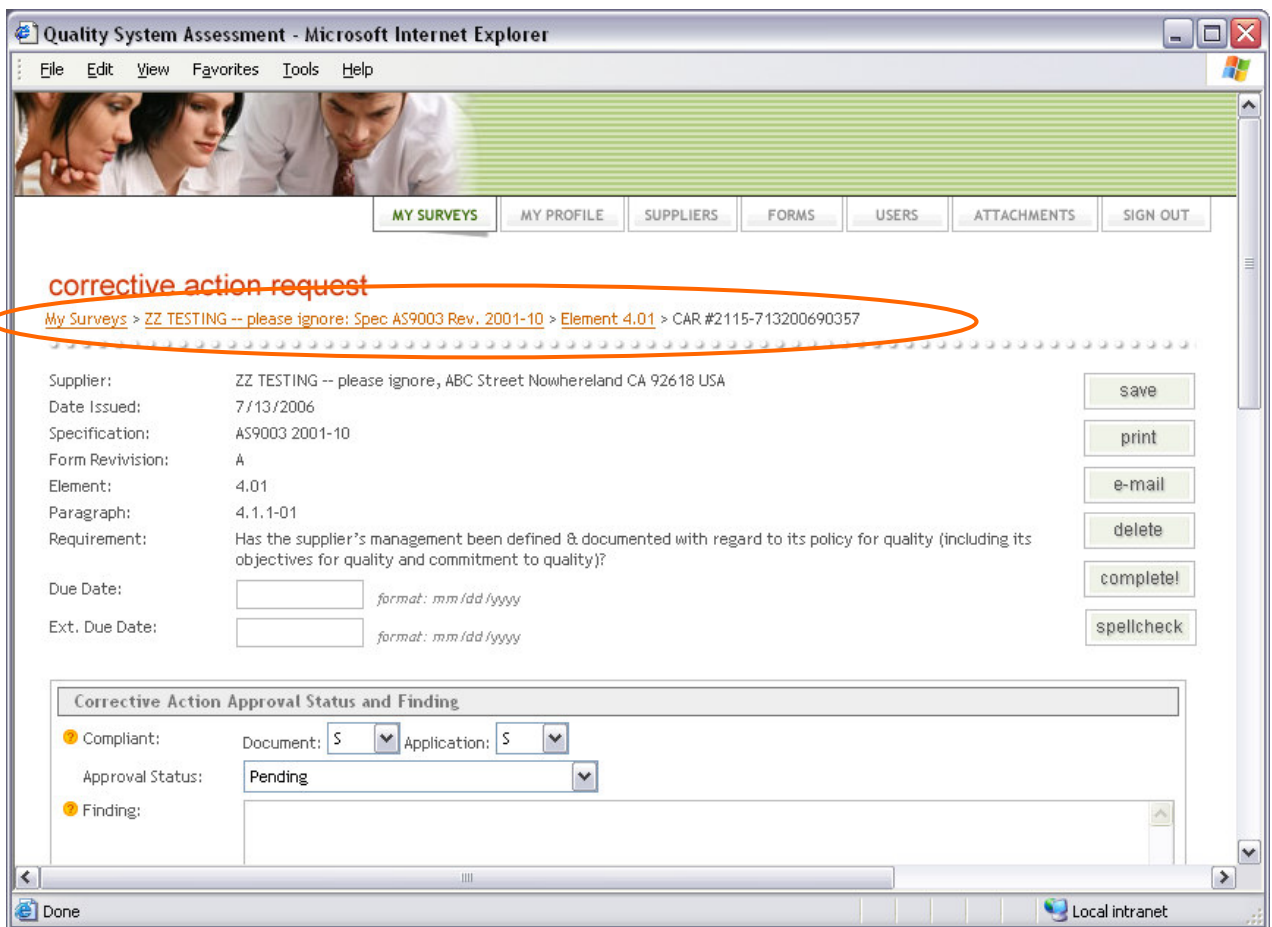 Quality System Assessment - Microsoft Internet Explorer
File Edit View Favorites Tools Help
MY SURVEYS MY PROFILE SUPPLIERS FORMS USERS ATTACHMENTS SIGN OUT
corrective action request
My Surveys > ZZ TESTING -- please ignore: Spec AS9003 Rev. 2001-10 > Element 4.01 > CAR #2115-713200690357
Supplier: ZZ TESTING -- please ignore, ABC Street Nowhereland CA 92618 USA
save
Date Issued: 7/13/2006
Specification: AS9003 2001-10
print
Form Revivision: A
Element: 4.01
e-mail
Paragraph: 4.1.1-01
Requirement: Has the supplier's management been defined & documented with regard to its policy for quality (including its
objectives for quality and commitment to quality)?
delete
Due Date: format: mm/dd/yyyy
complete!
Ext. Due Date: format: mm/dd/yyyy
spellcheck
Corrective Action Approval Status and Finding
? Compliant: Document: S Application: S
Approval Status: Pending
? Finding:
Done Local intranet